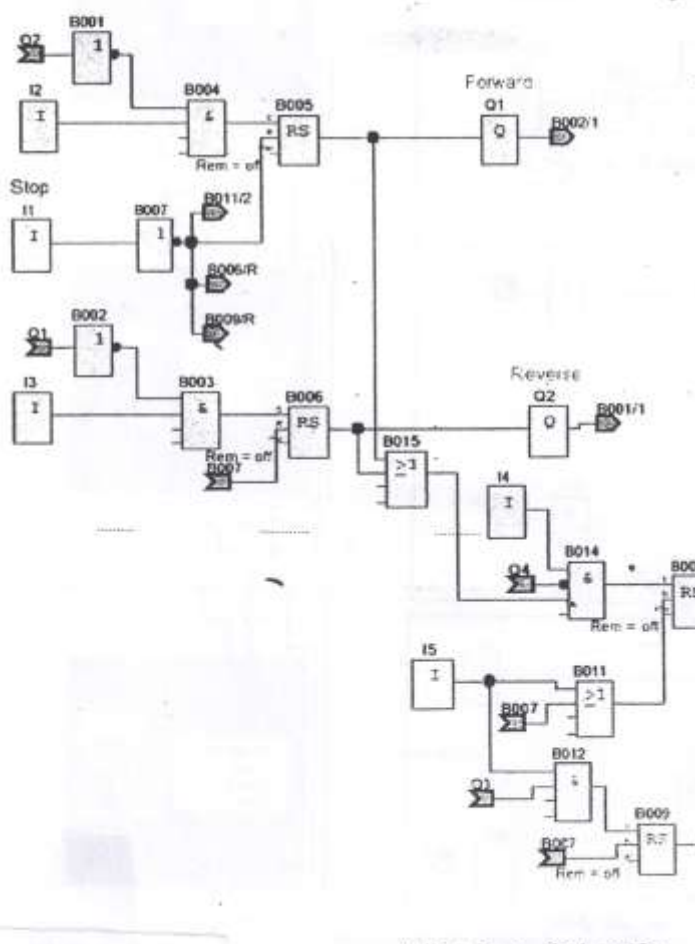 B001
Q2
1
I2
I
B004
&
B005
RS
Rem = off
Forward
Q1
Q
B002/1
Stop
I1
I
B007
1
B011/2
B006/R
B009/R
B002
Q1
1
I3
I
B003
&
B006
RS
Rem = off
B007
Reverse
Q2
Q
B001/1
B015
≥1
I4
I
B014
Q4
&
Rem = off
RS
I5
I
B011
≥1
B007
B012
&
Q3
B009
RS
B007
Rem = off